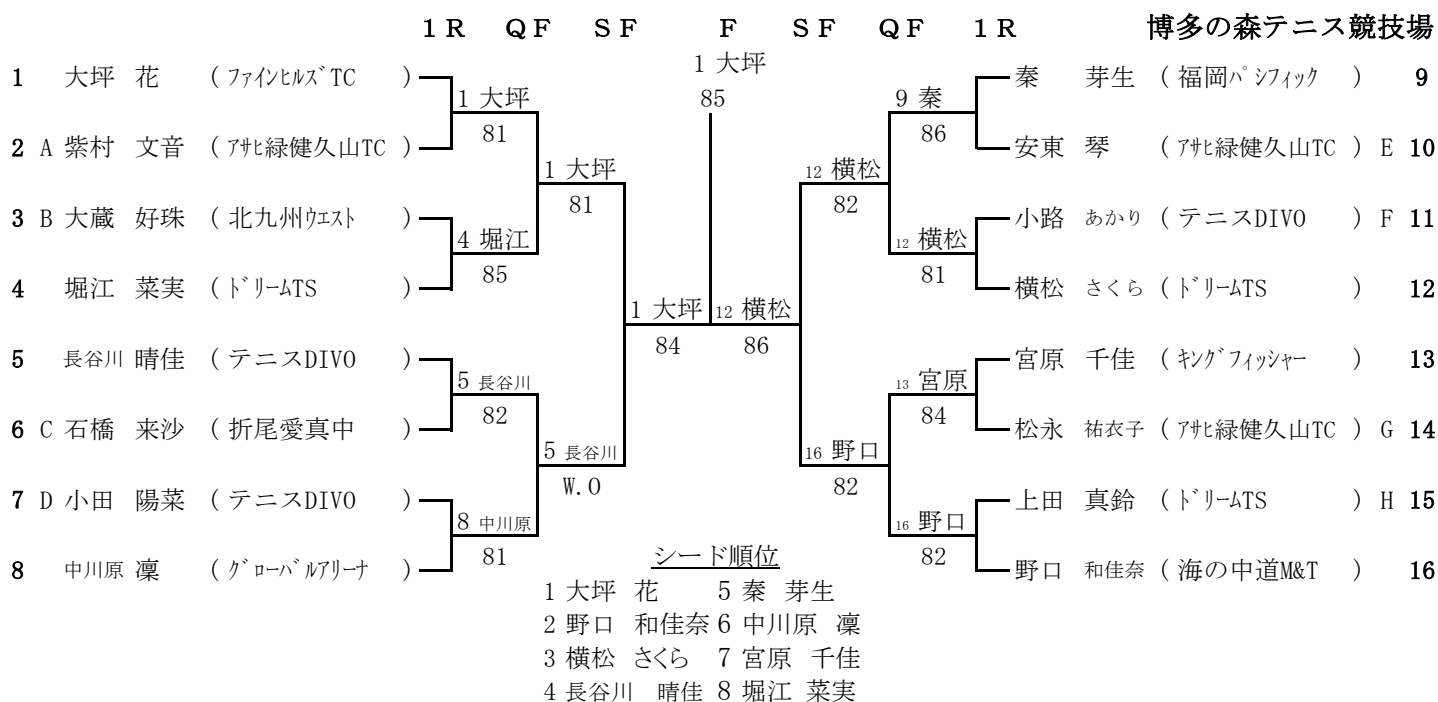 1R QF SF F SF QF 1R 博多の森テニス競技場
1 大坪 花 (ファインヒルズTC)
2 A 紫村 文音 (アサヒ緑健久山TC)
3 B 大蔵 好珠 (北九州ウエスト)
4 堀江 菜実 (ドリームTS)
5 長谷川 晴佳 (テニスDIVO)
6 C 石橋 来沙 (折尾愛真中)
7 D 小田 陽菜 (テニスDIVO)
8 中川原 凜 (グローバルアリーナ)
1 大坪
81
4 堀江
85
5 長谷川
82
8 中川原
81
1 大坪
81
5 長谷川
W.O
1 大坪
84
1 大坪
85
12 横松
86
12 横松
82
16 野口
82
9 秦
86
12 横松
81
13 宮原
84
16 野口
82
秦 芽生 (福岡パシフィック) 9
安東 琴 (アサヒ緑健久山TC) E 10
小路 あかり (テニスDIVO) F 11
横松 さくら (ドリームTS) 12
宮原 千佳 (キングフィッシャー) 13
松永 祐衣子 (アサヒ緑健久山TC) G 14
上田 真鈴 (ドリームTS) H 15
野口 和佳奈 (海の中道M&T) 16
シード順位
1 大坪 花 5 秦 芽生
2 野口 和佳奈 6 中川原 凜
3 横松 さくら 7 宮原 千佳
4 長谷川 晴佳 8 堀江 菜実